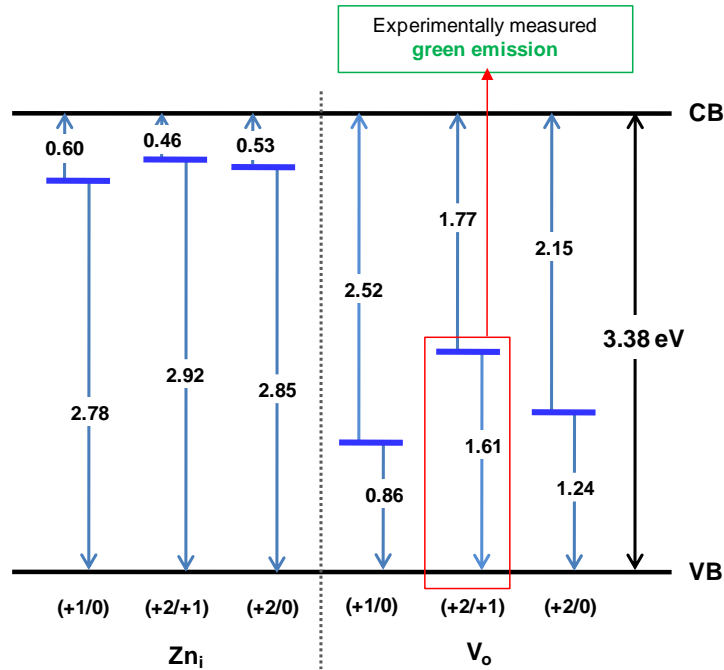 Experimentally measured
green emission
CB
0.60
0.46
0.53
1.77
2.15
2.52
3.38 eV
2.78
2.92
2.85
1.61
0.86
1.24
VB
(+1/0)
(+2/+1)
(+2/0)
(+1/0)
(+2/+1)
(+2/0)
Zni
Vo